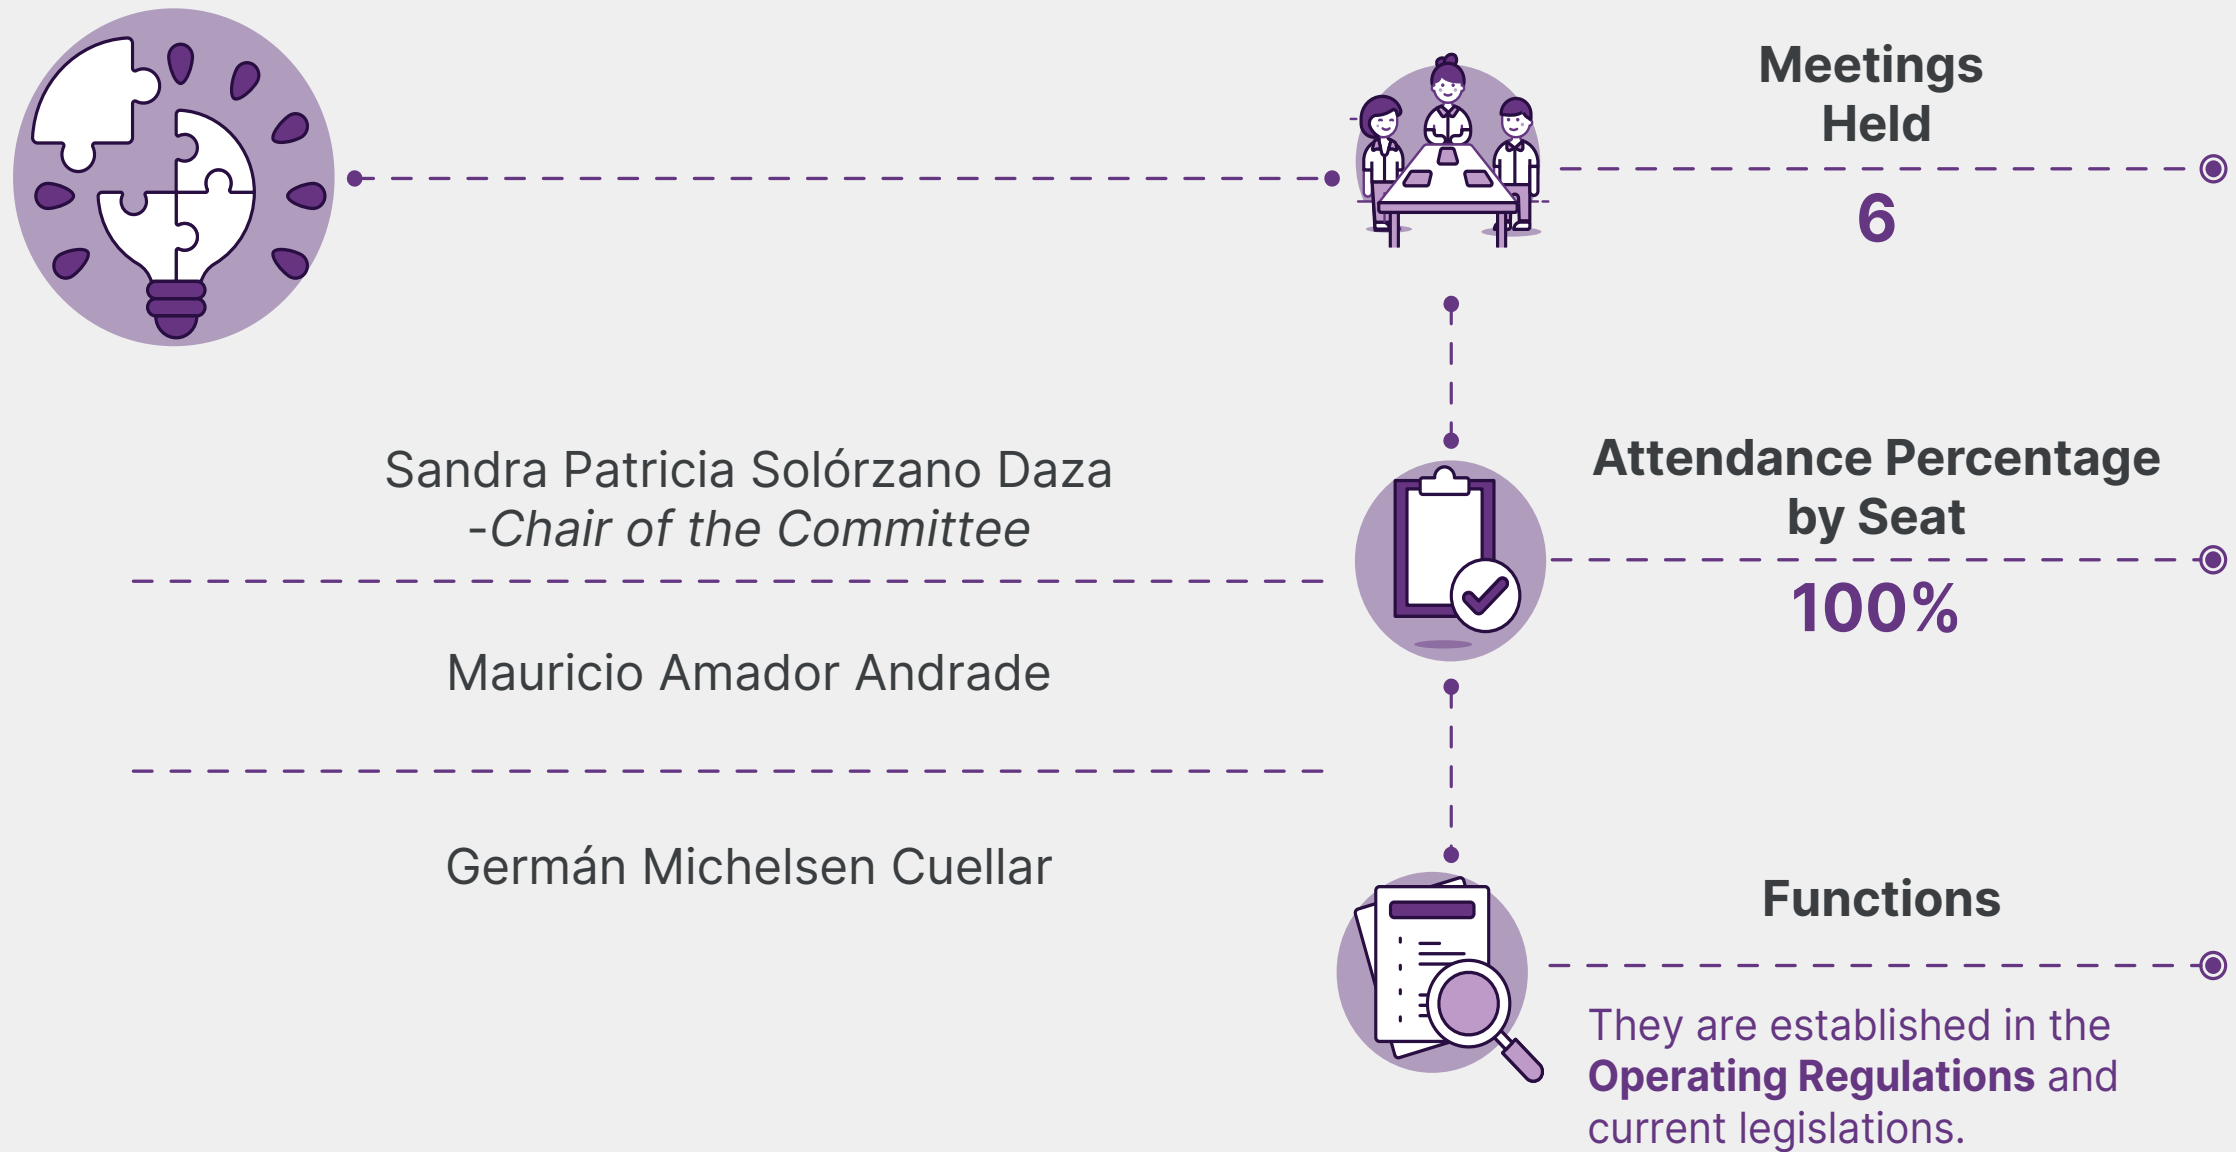 Meetings
Held
6
Sandra Patricia Solórzano Daza
-Chair of the Committee
Mauricio Amador Andrade
Germán Michelsen Cuellar
Attendance Percentage
by Seat
100%
Functions
They are established in the
Operating Regulations and
current legislations.